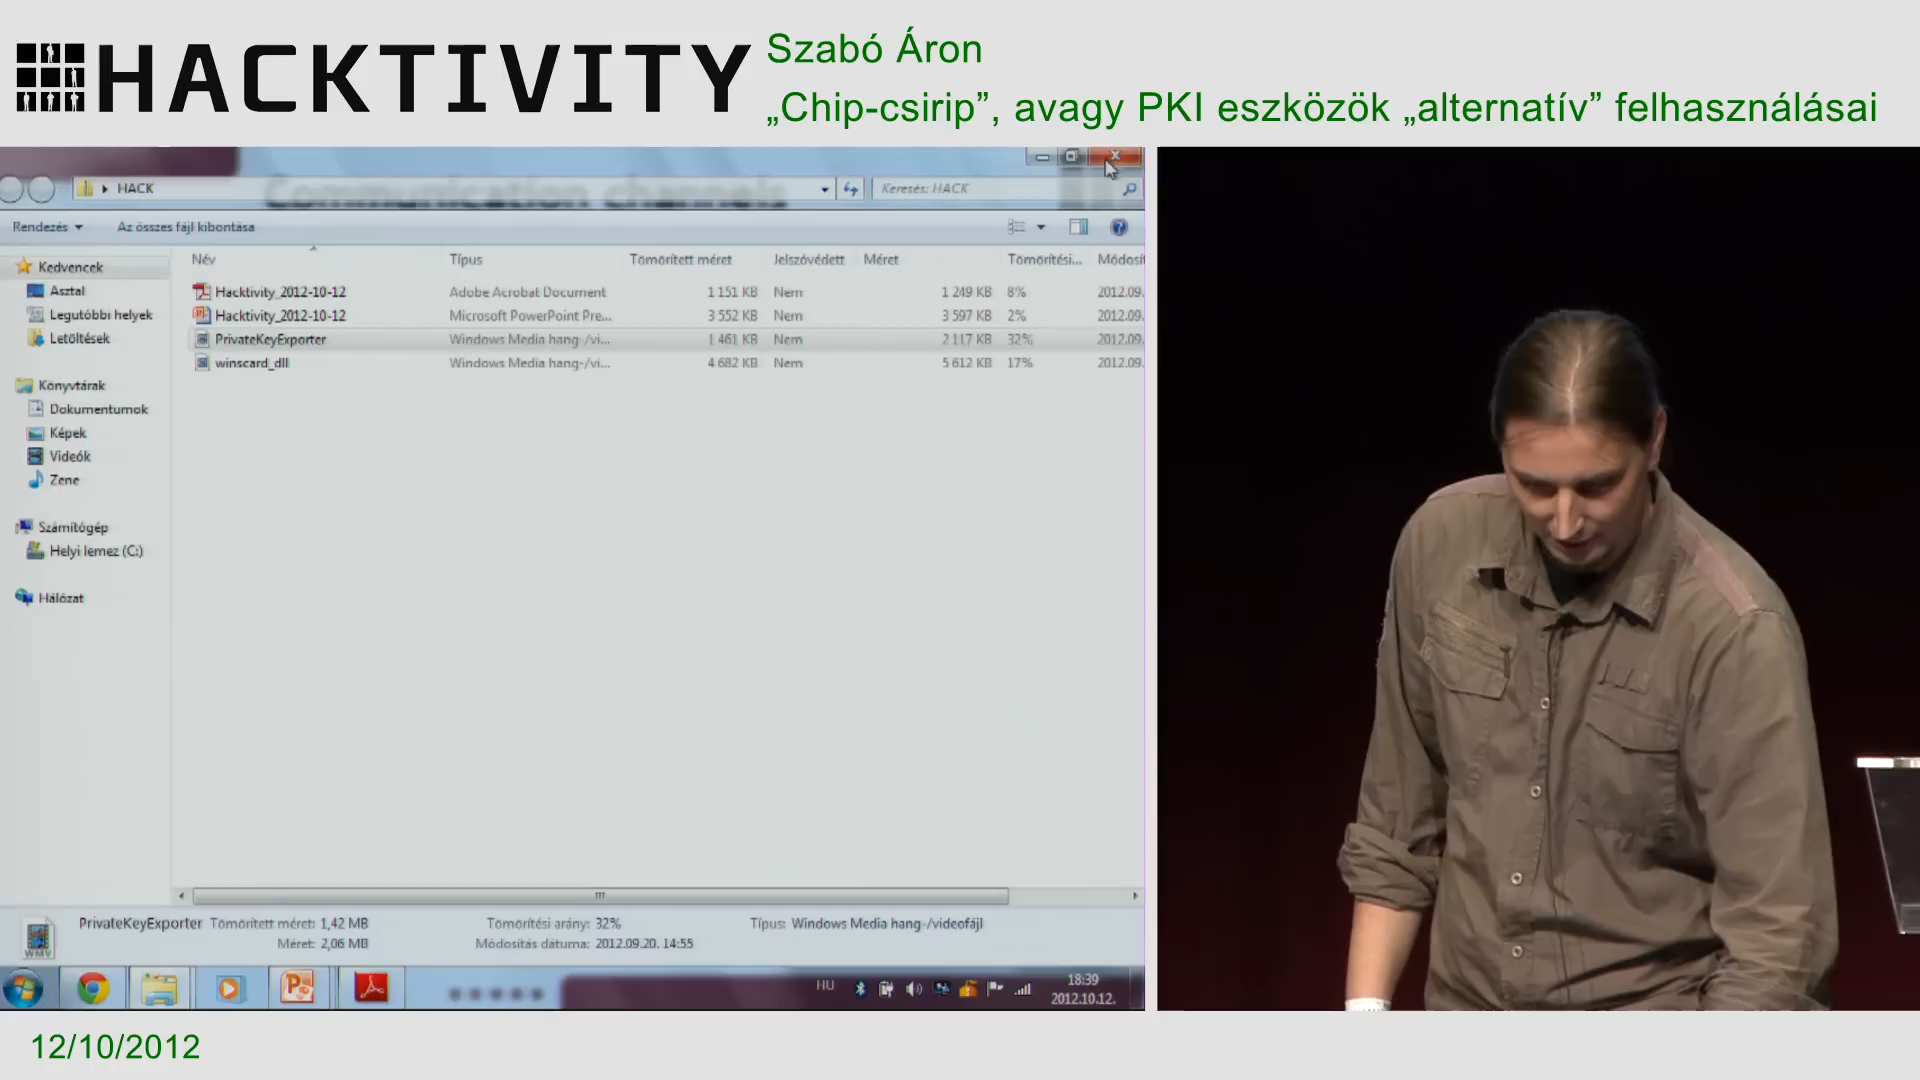 HACKTIVITY
Szabó Áron
„Chip-csirip”, avagy PKI eszközök „alternatív” felhasználásai
HACK
Communication channels
Keresés: HACK
Rendezés
Az összes fájl kibontása
Név Típus Tömörített méret Jelszóvédett Méret Tömörítési... Módosít
Hacktivity_2012-10-12 Adobe Acrobat Document 1 151 KB Nem 1 249 KB 8% 2012.09.
Hacktivity_2012-10-12 Microsoft PowerPoint Pre... 3 552 KB Nem 3 597 KB 2% 2012.09.
PrivateKeyExporter Windows Media hang-/vi... 1 461 KB Nem 2 117 KB 32% 2012.09.
winscard_dll Windows Media hang-/vi... 4 682 KB Nem 5 612 KB 17% 2012.09.
Kedvencek
Asztal
Legutóbbi helyek
Letöltések
Könyvtárak
Dokumentumok
Képek
Videók
Zene
Számítógép
Helyi lemez (C:)
Hálózat
PrivateKeyExporter Tömörített méret: 1,42 MB Tömörítési arány: 32% Típus: Windows Media hang-/videofájl
Méret: 2,06 MB Módosítás dátuma: 2012.09.20. 14:55
WMV
HU
18:39
2012.10.12.
12/10/2012